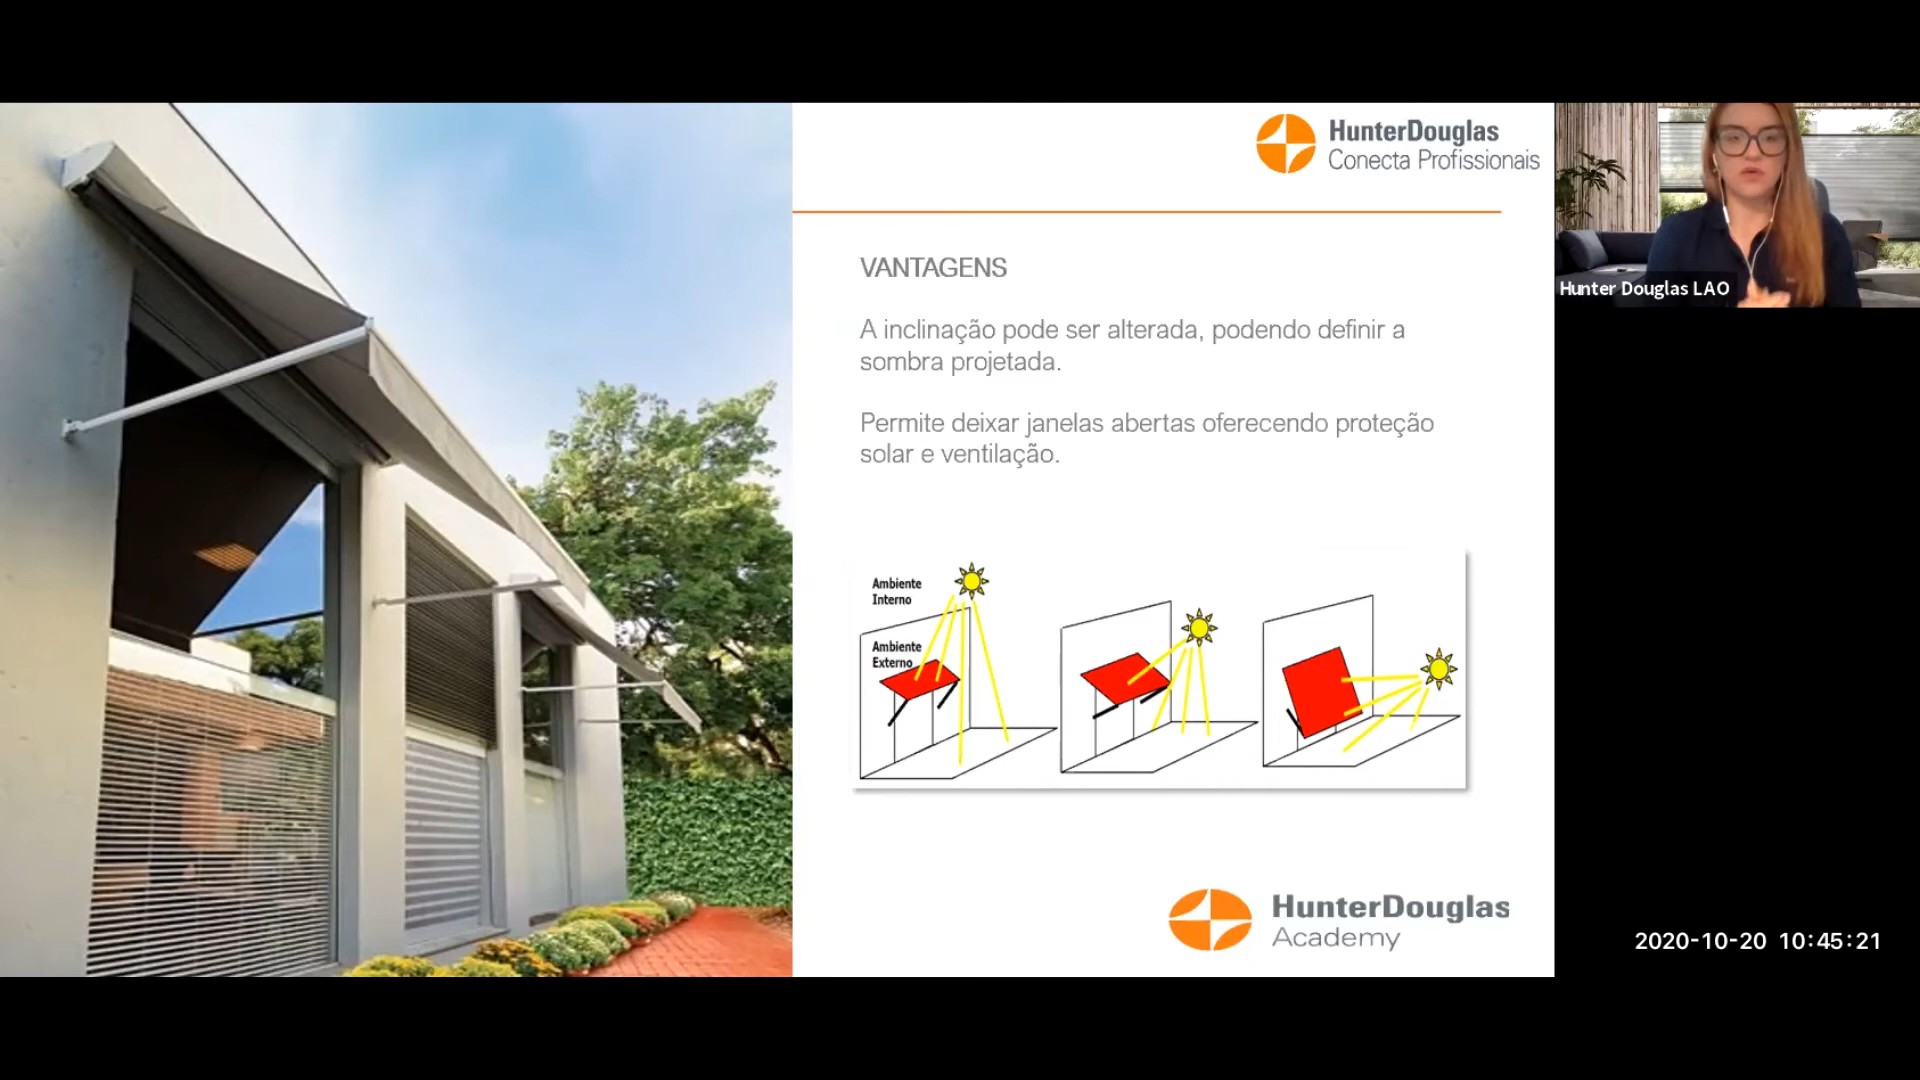 HunterDouglas
Conecta Profissionais
VANTAGENS
A inclinação pode ser alterada, podendo definir a
sombra projetada.
Permite deixar janelas abertas oferecendo proteção
solar e ventilação.
Ambiente
Interno
Ambiente
Externo
HunterDouglas
Academy
Hunter Douglas LAO
2020-10-20 10:45:21